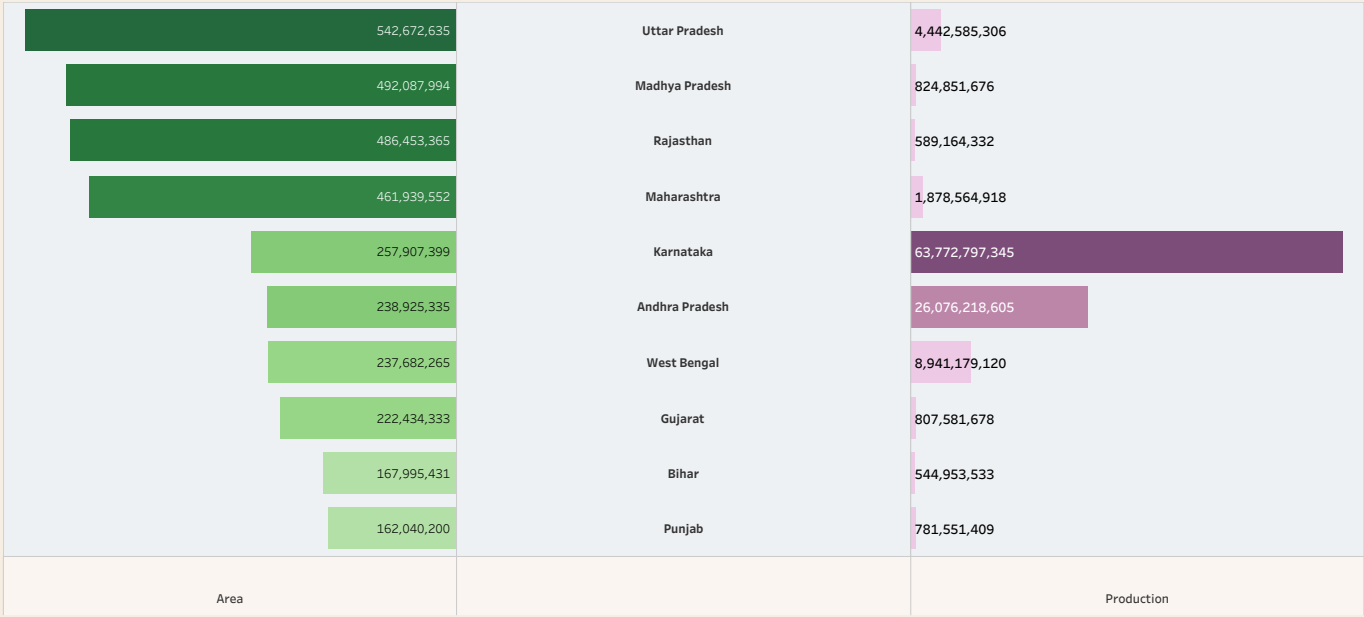 542,672,635 Uttar Pradesh 4,442,585,306
492,087,994 Madhya Pradesh 824,851,676
486,453,365 Rajasthan 589,164,332
461,939,552 Maharashtra 1,878,564,918
257,907,399 Karnataka 63,772,797,345
238,925,335 Andhra Pradesh 26,076,218,605
237,682,265 West Bengal 8,941,179,120
222,434,333 Gujarat 807,581,678
167,995,431 Bihar 544,953,533
162,040,200 Punjab 781,551,409
Area Production